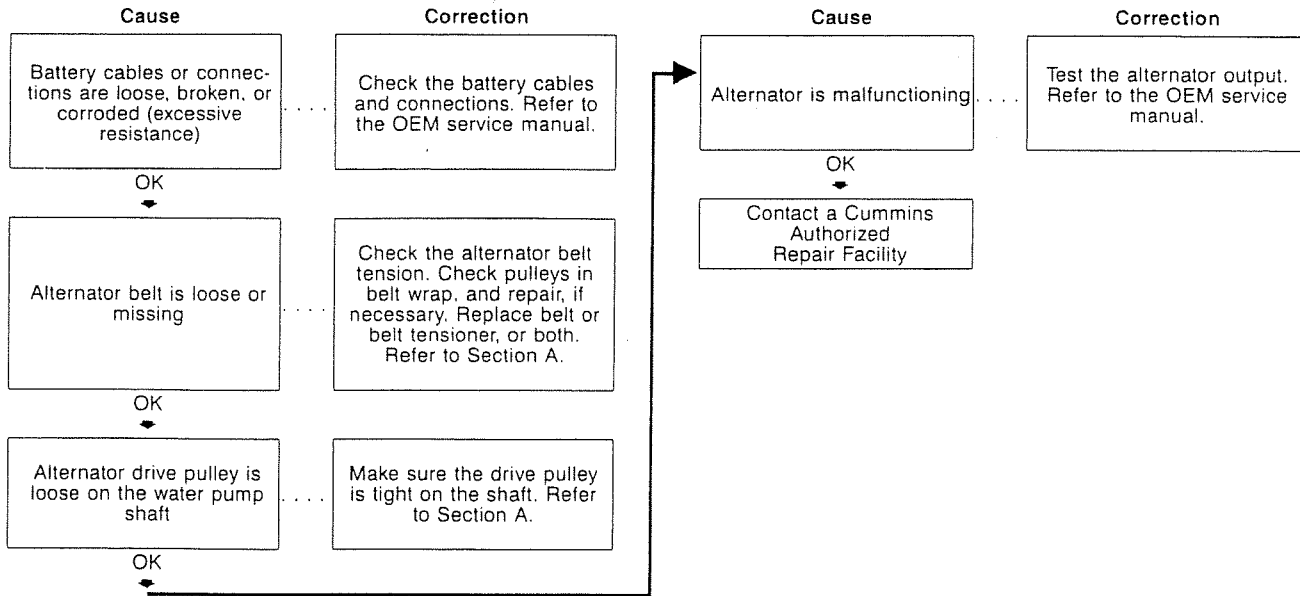 Cause
Correction
Battery cables or connec-
tions are loose, broken, or
corroded (excessive
resistance)
. . . .
Check the battery cables
and connections. Refer to
the OEM service manual.
OK
Alternator belt is loose or
missing
. . . .
Check the alternator belt
tension. Check pulleys in
belt wrap, and repair, if
necessary. Replace belt or
belt tensioner, or both.
Refer to Section A.
OK
Alternator drive pulley is
loose on the water pump
shaft
. . . .
Make sure the drive pulley
is tight on the shaft. Refer
to Section A.
OK
Cause
Correction
Alternator is malfunctioning
. . . .
Test the alternator output.
Refer to the OEM service
manual.
OK
Contact a Cummins
Authorized
Repair Facility